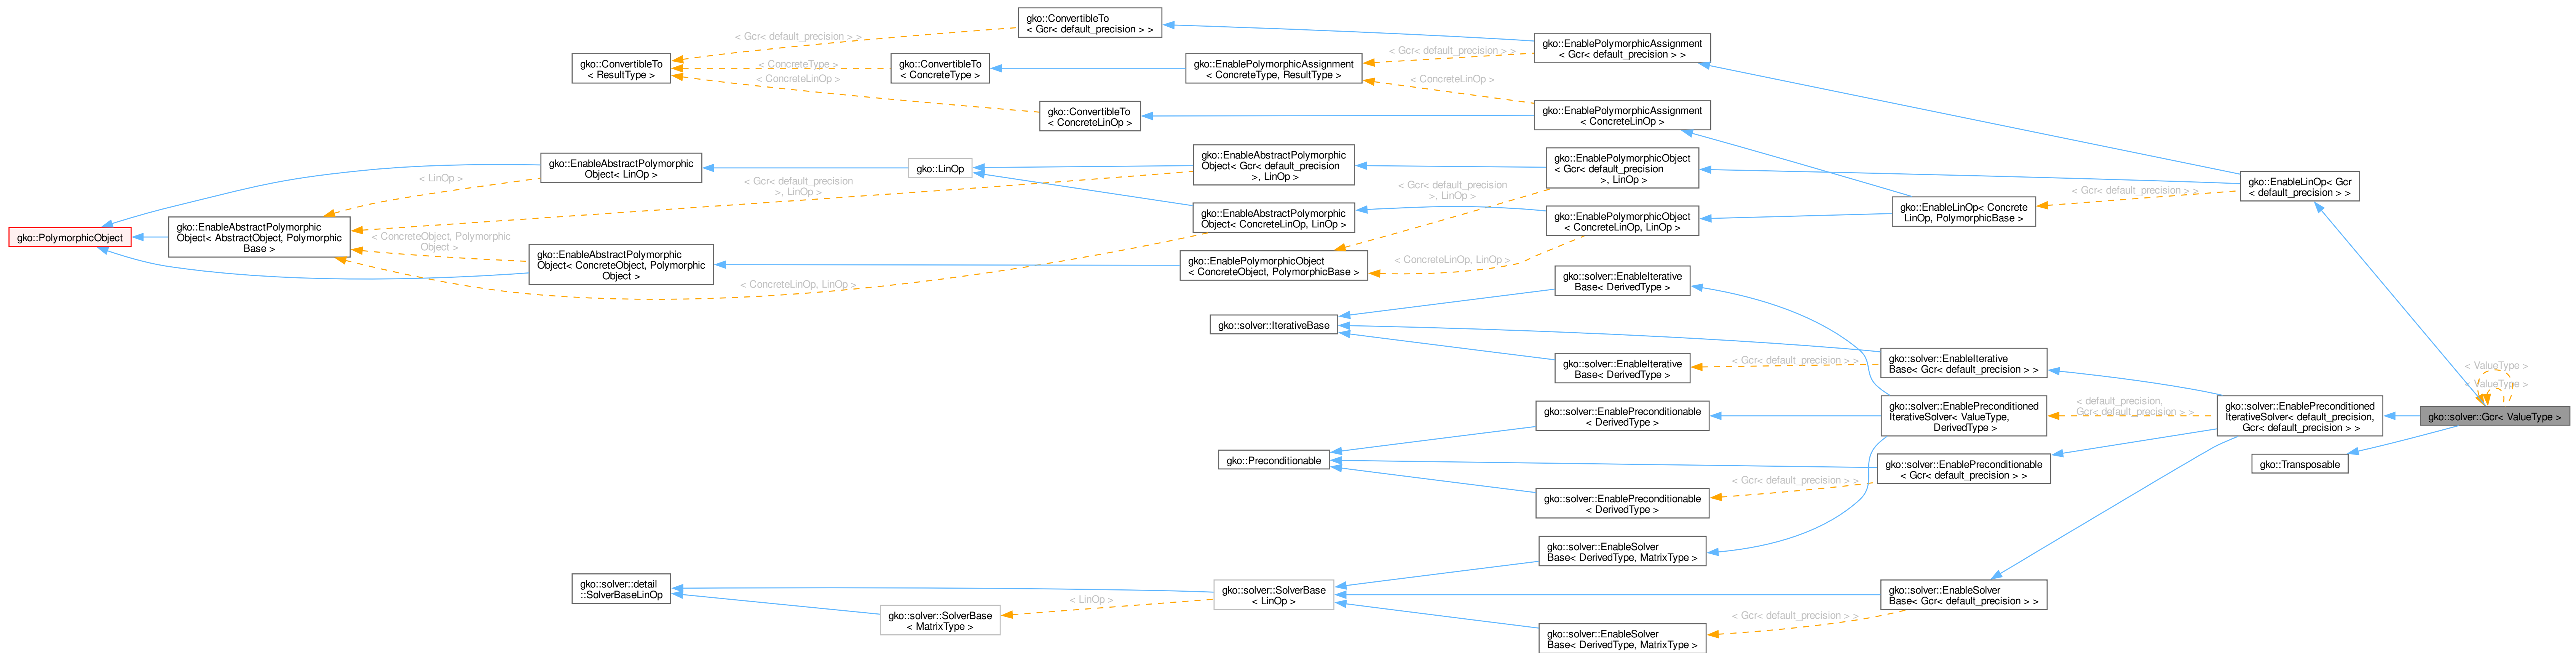 gko::ConvertibleTo
< Gcr< default_precision > >
< Gcr< default_precision > >
gko::EnablePolymorphicAssignment
< Gcr< default_precision > >
< Gcr< default_precision > >
gko::ConvertibleTo
< ResultType >
< ConcreteType >
gko::ConvertibleTo
< ConcreteType >
gko::EnablePolymorphicAssignment
< ConcreteType, ResultType >
< ConcreteLinOp >
< ConcreteLinOp >
gko::ConvertibleTo
< ConcreteLinOp >
gko::EnablePolymorphicAssignment
< ConcreteLinOp >
gko::EnableAbstractPolymorphic
Object< LinOp >
gko::LinOp
gko::EnableAbstractPolymorphic
Object< Gcr< default_precision
>, LinOp >
gko::EnablePolymorphicObject
< Gcr< default_precision
>, LinOp >
< LinOp >
< Gcr< default_precision
>, LinOp >
< Gcr< default_precision
>, LinOp >
gko::EnableLinOp< Gcr
< default_precision > >
< Gcr< default_precision > >
gko::EnableLinOp< Concrete
LinOp, PolymorphicBase >
gko::EnableAbstractPolymorphic
Object< ConcreteLinOp, LinOp >
gko::EnablePolymorphicObject
< ConcreteLinOp, LinOp >
gko::PolymorphicObject
gko::EnableAbstractPolymorphic
Object< AbstractObject, Polymorphic
Base >
< ConcreteObject, Polymorphic
Object >
gko::EnableAbstractPolymorphic
Object< ConcreteObject, Polymorphic
Object >
gko::EnablePolymorphicObject
< ConcreteObject, PolymorphicBase >
< ConcreteLinOp, LinOp >
< ConcreteLinOp, LinOp >
gko::solver::EnableIterative
Base< DerivedType >
gko::solver::IterativeBase
gko::solver::EnableIterative
Base< DerivedType >
< Gcr< default_precision > >
gko::solver::EnableIterative
Base< Gcr< default_precision > >
< ValueType >
< ValueType >
gko::solver::EnablePreconditionable
< DerivedType >
gko::solver::EnablePreconditioned
IterativeSolver< ValueType,
DerivedType >
< default_precision,
Gcr< default_precision > >
gko::solver::EnablePreconditioned
IterativeSolver< default_precision,
Gcr< default_precision > >
gko::solver::Gcr< ValueType >
gko::Preconditionable
gko::solver::EnablePreconditionable
< Gcr< default_precision > >
gko::Transposable
< Gcr< default_precision > >
gko::solver::EnablePreconditionable
< DerivedType >
gko::solver::EnableSolver
Base< DerivedType, MatrixType >
gko::solver::detail
::SolverBaseLinOp
gko::solver::SolverBase
< LinOp >
gko::solver::EnableSolver
Base< Gcr< default_precision > >
< LinOp >
gko::solver::SolverBase
< MatrixType >
< Gcr< default_precision > >
gko::solver::EnableSolver
Base< DerivedType, MatrixType >